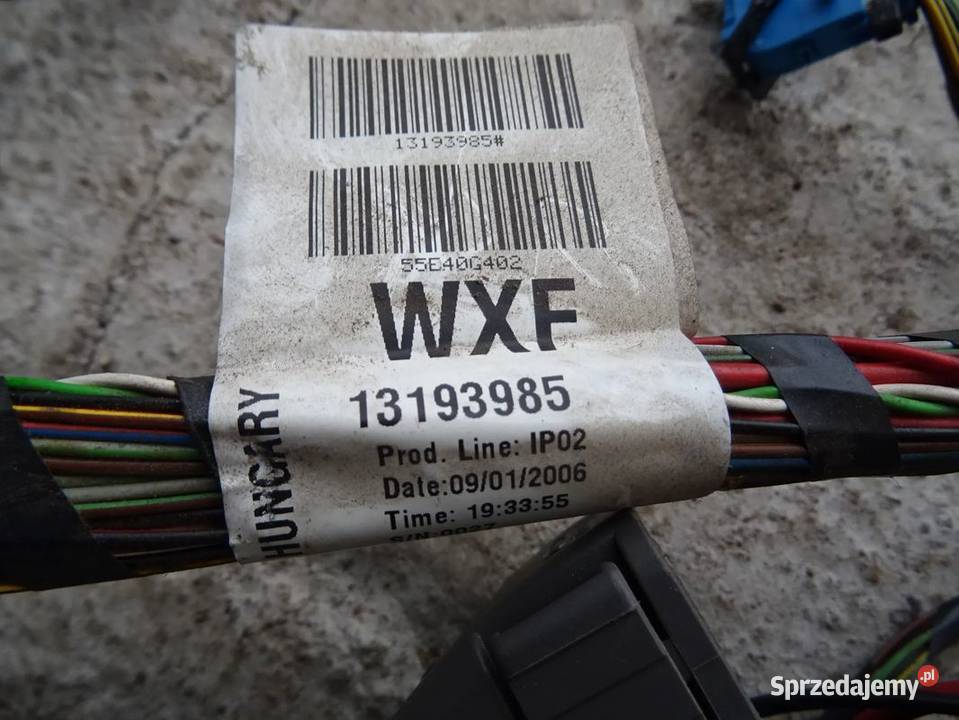 13193985#
55E40G402
WXF
13193985
HUNGARY
Prod. Line: IP02
Date:09/01/2006
Time: 19:33:55
Sprzedajemy.pl